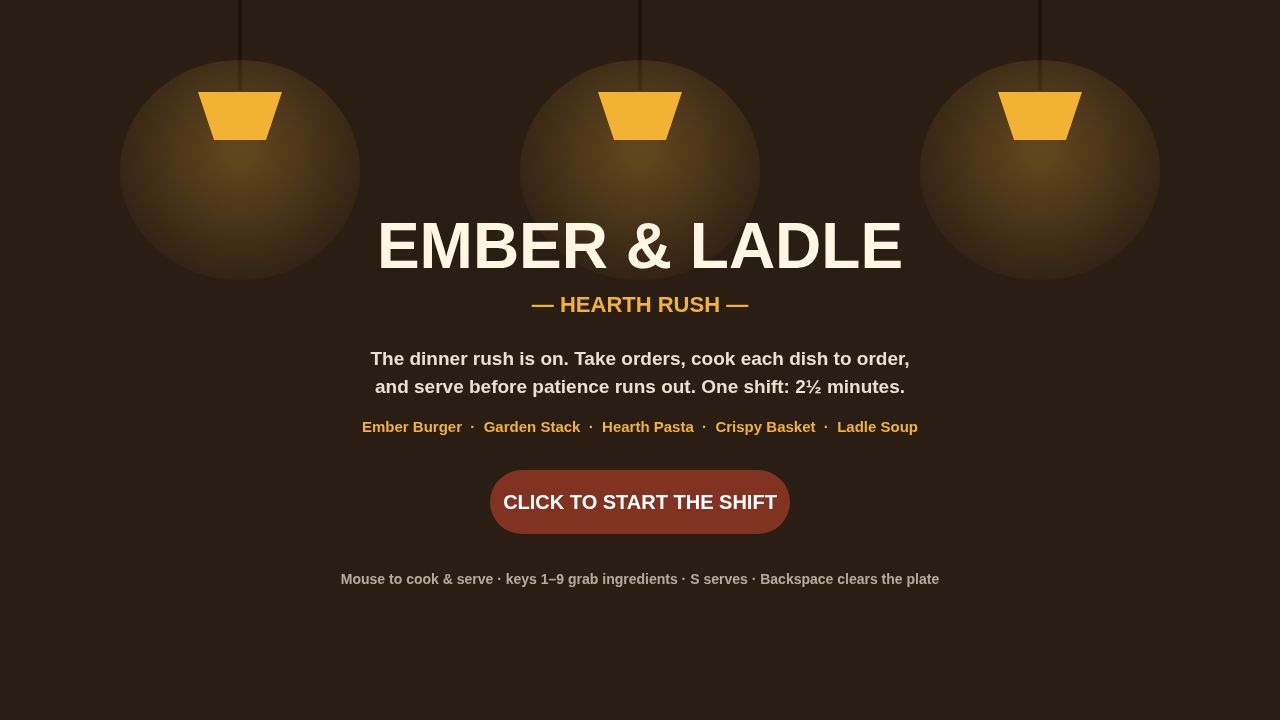 EMBER & LADLE
— HEARTH RUSH —
The dinner rush is on. Take orders, cook each dish to order,
and serve before patience runs out. One shift: 2½ minutes.
Ember Burger · Garden Stack · Hearth Pasta · Crispy Basket · Ladle Soup
CLICK TO START THE SHIFT
Mouse to cook & serve · keys 1–9 grab ingredients · S serves · Backspace clears the plate